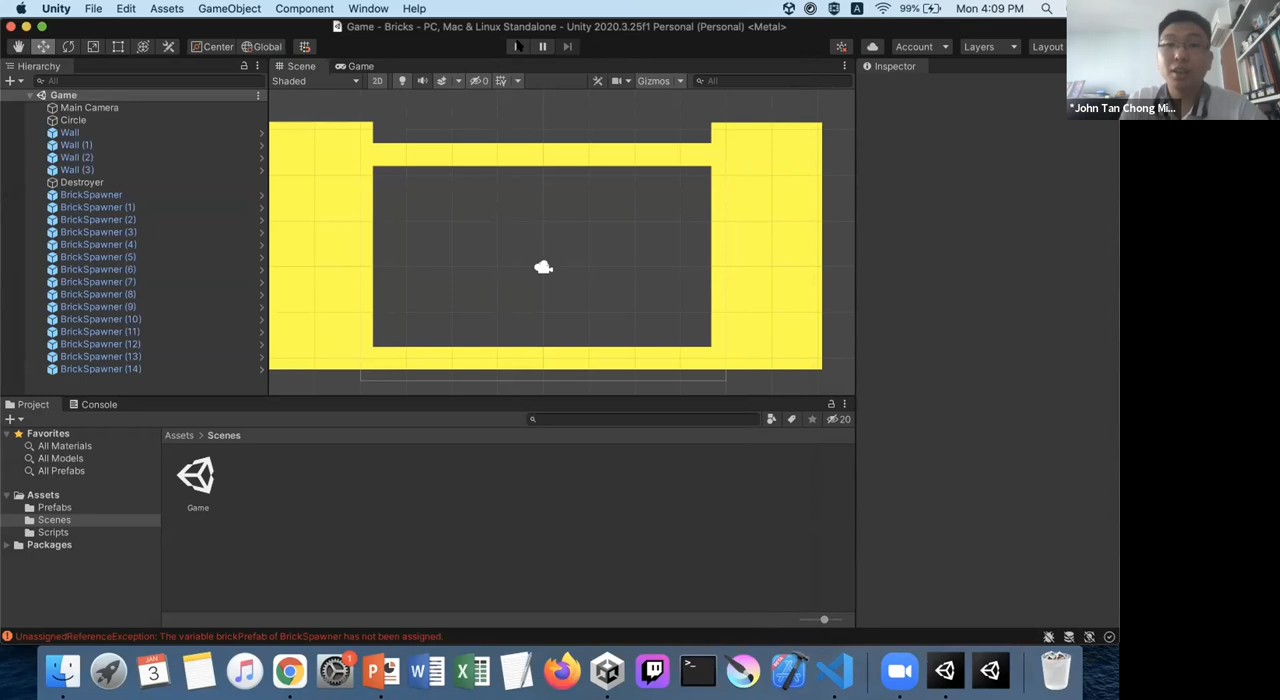 Unity File Edit Assets GameObject Component Window Help 99% Mon 4:09 PM
Game - Bricks - PC, Mac & Linux Standalone - Unity 2020.3.25f1 Personal (Personal) <Metal>
Center Global Account Layers Layout
Hierarchy Scene Game Inspector
All Shaded 2D 0 Gizmos All
Game
Main Camera
Circle
Wall
Wall (1)
Wall (2)
Wall (3)
Destroyer
BrickSpawner
BrickSpawner (1)
BrickSpawner (2)
BrickSpawner (3)
BrickSpawner (4)
BrickSpawner (5)
BrickSpawner (6)
BrickSpawner (7)
BrickSpawner (8)
BrickSpawner (9)
BrickSpawner (10)
BrickSpawner (11)
BrickSpawner (12)
BrickSpawner (13)
BrickSpawner (14)
*John Tan Chong Mi...
Project Console
20
Favorites
All Materials
All Models
All Prefabs
Assets
Prefabs
Scenes
Scripts
Packages
Assets > Scenes
Game
UnassignedReferenceException: The variable brickPrefab of BrickSpawner has not been assigned.
JAN
3
1